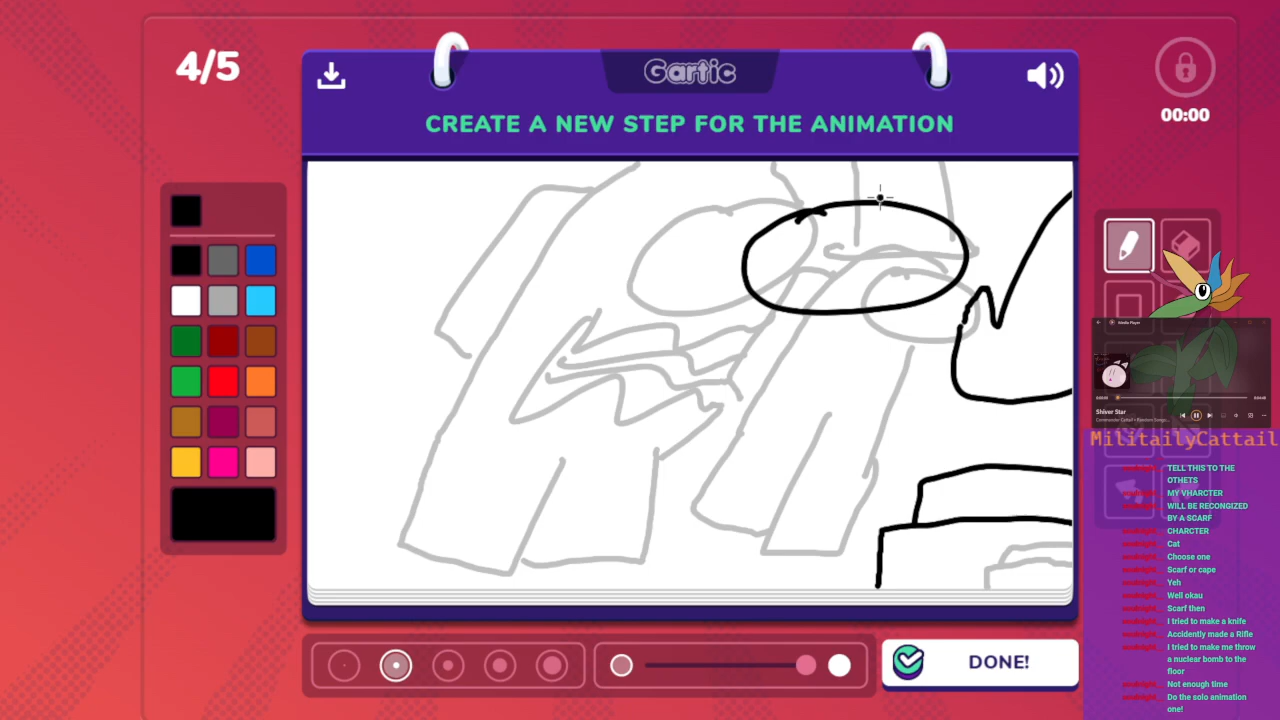 4/5
Gartic
00:00
CREATE A NEW STEP FOR THE ANIMATION
Shiver Star
MilitailyCattail
TELL THIS TO THE
OTHETS
MY VHARCTER
WILL BE RECONGIZED
BY A SCARF
CHARCTER
Cat
Choose one
Scarf or cape
Yeh
Well okau
Scarf then
I tried to make a knife
Accidently made a Rifle
I tried to make me throw
a nuclear bomb to the
floor
Not enough time
Do the solo animation
one!
DONE!